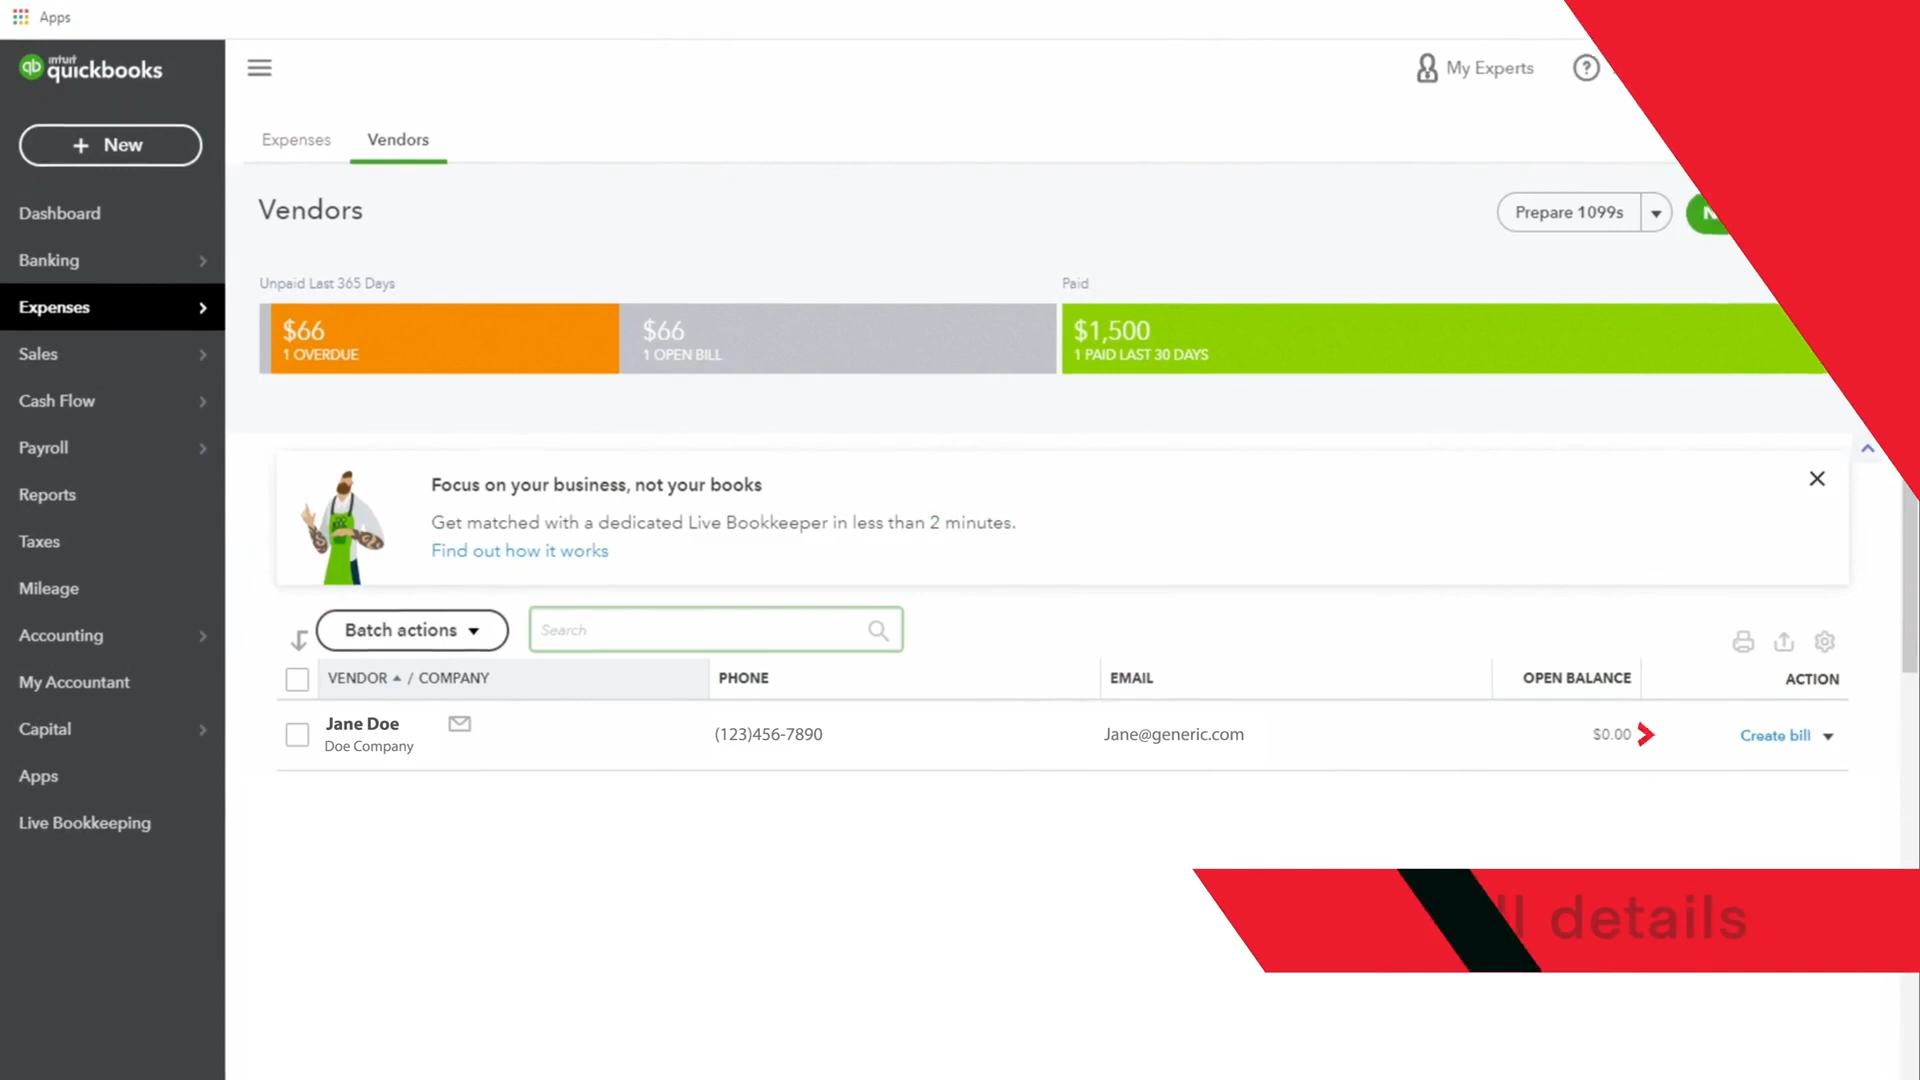 Apps
intuit
quickbooks
My Experts
+ New
Expenses
Vendors
Dashboard
Banking
Expenses
Sales
Cash Flow
Payroll
Reports
Taxes
Mileage
Accounting
My Accountant
Capital
Apps
Live Bookkeeping
Vendors
Prepare 1099s
Unpaid Last 365 Days
Paid
$66
1 OVERDUE
$66
1 OPEN BILL
$1,500
1 PAID LAST 30 DAYS
Focus on your business, not your books
Get matched with a dedicated Live Bookkeeper in less than 2 minutes.
Find out how it works
Batch actions
Search
VENDOR / COMPANY
PHONE
EMAIL
OPEN BALANCE
ACTION
Jane Doe
Doe Company
(123)456-7890
Jane@generic.com
$0.00
Create bill
details